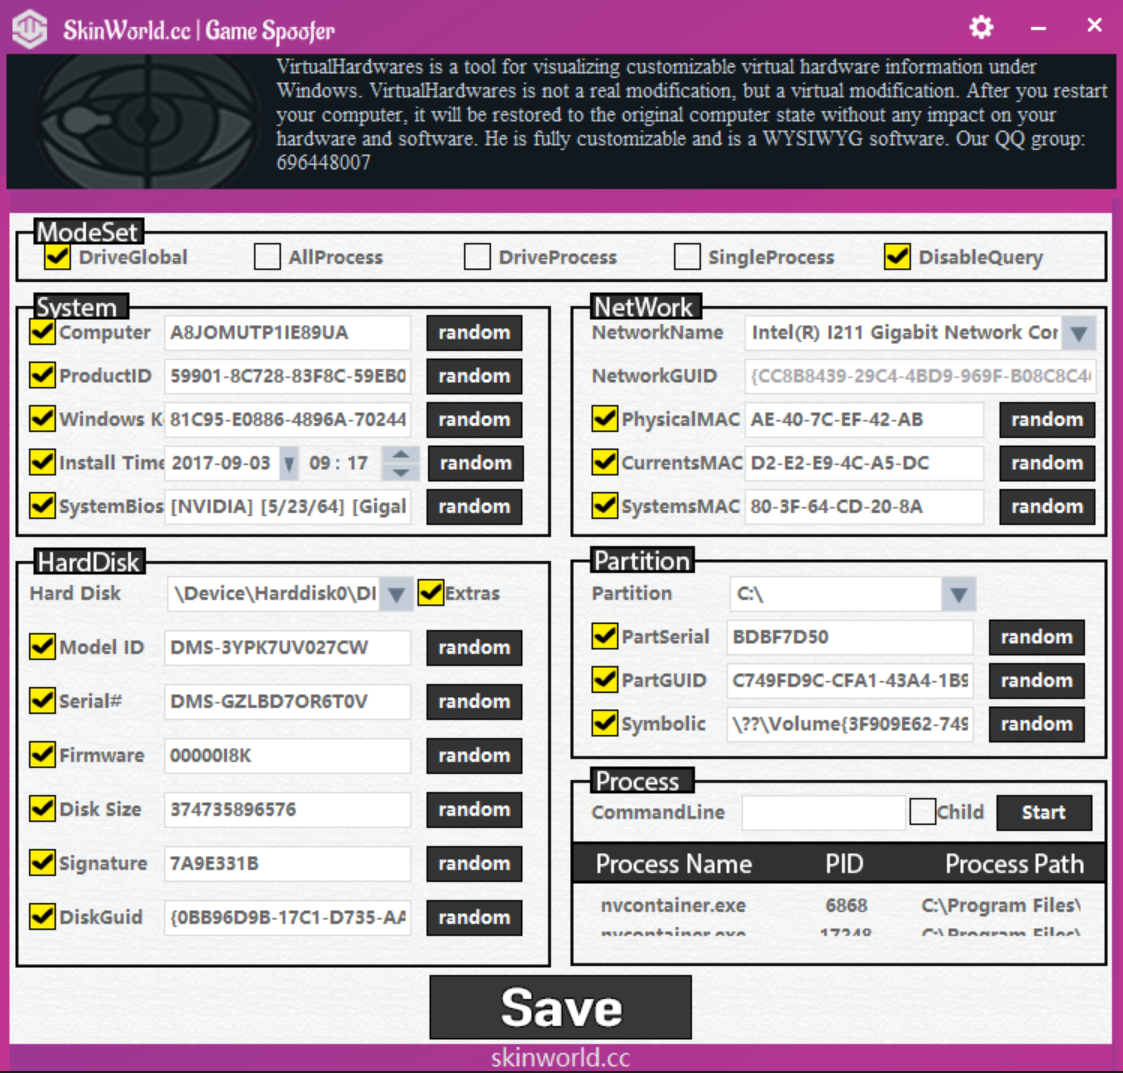 SkinWorld.cc | Game Spoofer
VirtualHardwares is a tool for visualizing customizable virtual hardware information under
Windows. VirtualHardwares is not a real modification, but a virtual modification. After you restart
your computer, it will be restored to the original computer state without any impact on your
hardware and software. He is fully customizable and is a WYSIWYG software. Our QQ group:
696448007
ModeSet
DriveGlobal AllProcess DriveProcess SingleProcess DisableQuery
System
Computer A8JOMUTP1IE89UA random
ProductID 59901-8C728-83F8C-59EB0 random
Windows K 81C95-E0886-4896A-70244 random
Install Time 2017-09-03 09 : 17 random
SystemBios [NVIDIA] [5/23/64] [Gigal random
NetWork
NetworkName Intel(R) I211 Gigabit Network Cor
NetworkGUID {CC8B8439-29C4-4BD9-969F-B08C8C4
PhysicalMAC AE-40-7C-EF-42-AB random
CurrentsMAC D2-E2-E9-4C-A5-DC random
SystemsMAC 80-3F-64-CD-20-8A random
HardDisk
Hard Disk \Device\Harddisk0\DI Extras
Model ID DMS-3YPK7UV027CW random
Serial# DMS-GZLBD7OR6T0V random
Firmware 00000I8K random
Disk Size 374735896576 random
Signature 7A9E331B random
DiskGuid {0BB96D9B-17C1-D735-AA random
Partition
Partition C:\
PartSerial BDBF7D50 random
PartGUID C749FD9C-CFA1-43A4-1B9 random
Symbolic \??\Volume{3F909E62-749 random
Process
CommandLine Child Start
Process Name PID Process Path
nvcontainer.exe 6868 C:\Program Files\
nvcontainer.exe 17248 C:\Program Files\
Save
skinworld.cc